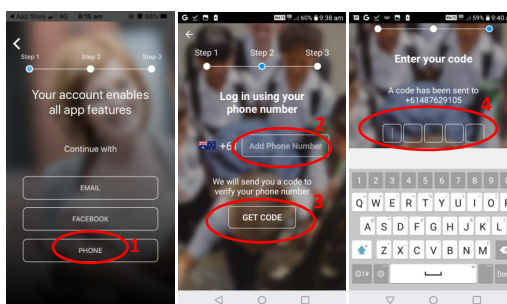 App Store 4G 8:15 am 66%
Step 1 Step 2 Step 3
Your account enables
all app features
Continue with
EMAIL
FACEBOOK
PHONE
1
60% 9:38 am
Step 1 Step 2 Step 3
Log in using your
phone number
2
+61 Add Phone Number
We will send you a code to
verify your phone number
3
GET CODE
59% 9:40
Enter your code
A code has been sent to
+61487629105
4
1 2 3 4 5 6 7 8 9
Q W E R T Y U I O P
A S D F G H J K L
Z X C V B N M